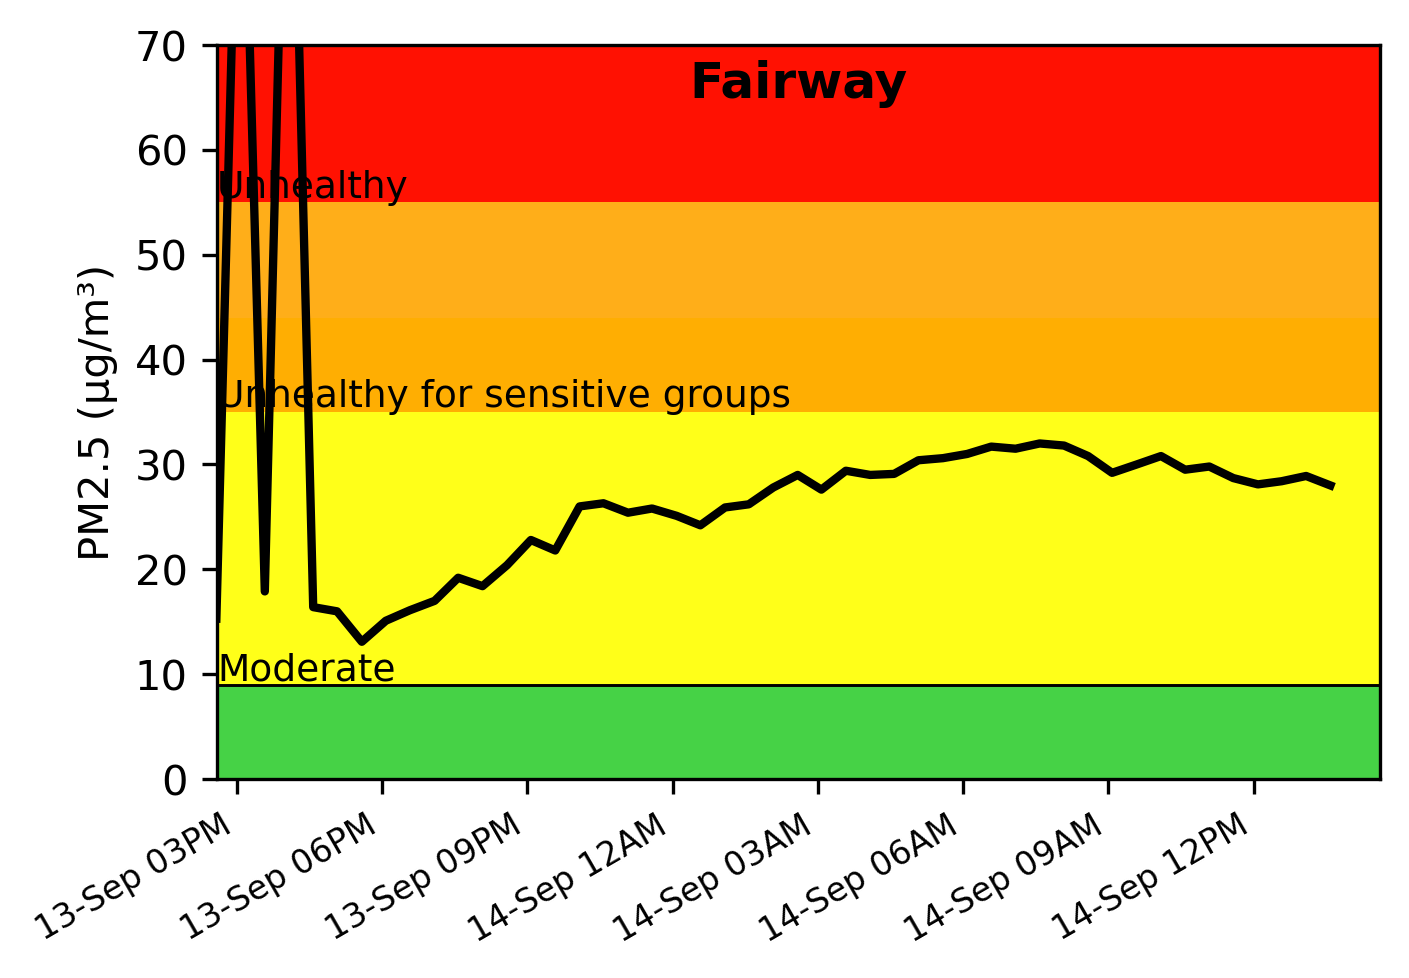 Fairway
PM2.5 (µg/m³)
70
60
50
40
30
20
10
0
Unhealthy
Unhealthy for sensitive groups
Moderate
13-Sep 03PM
13-Sep 06PM
13-Sep 09PM
14-Sep 12AM
14-Sep 03AM
14-Sep 06AM
14-Sep 09AM
14-Sep 12PM